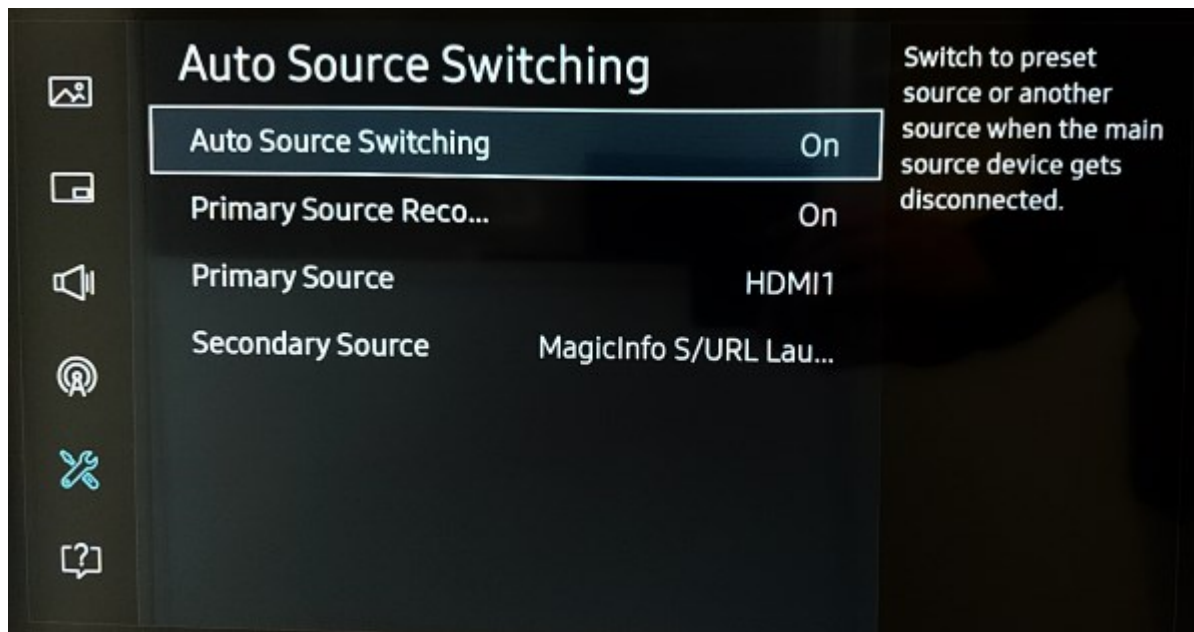 Auto Source Switching
Auto Source Switching On
Primary Source Reco... On
Primary Source HDMI1
Secondary Source MagicInfo S/URL Lau...
Switch to preset
source or another
source when the main
source device gets
disconnected.